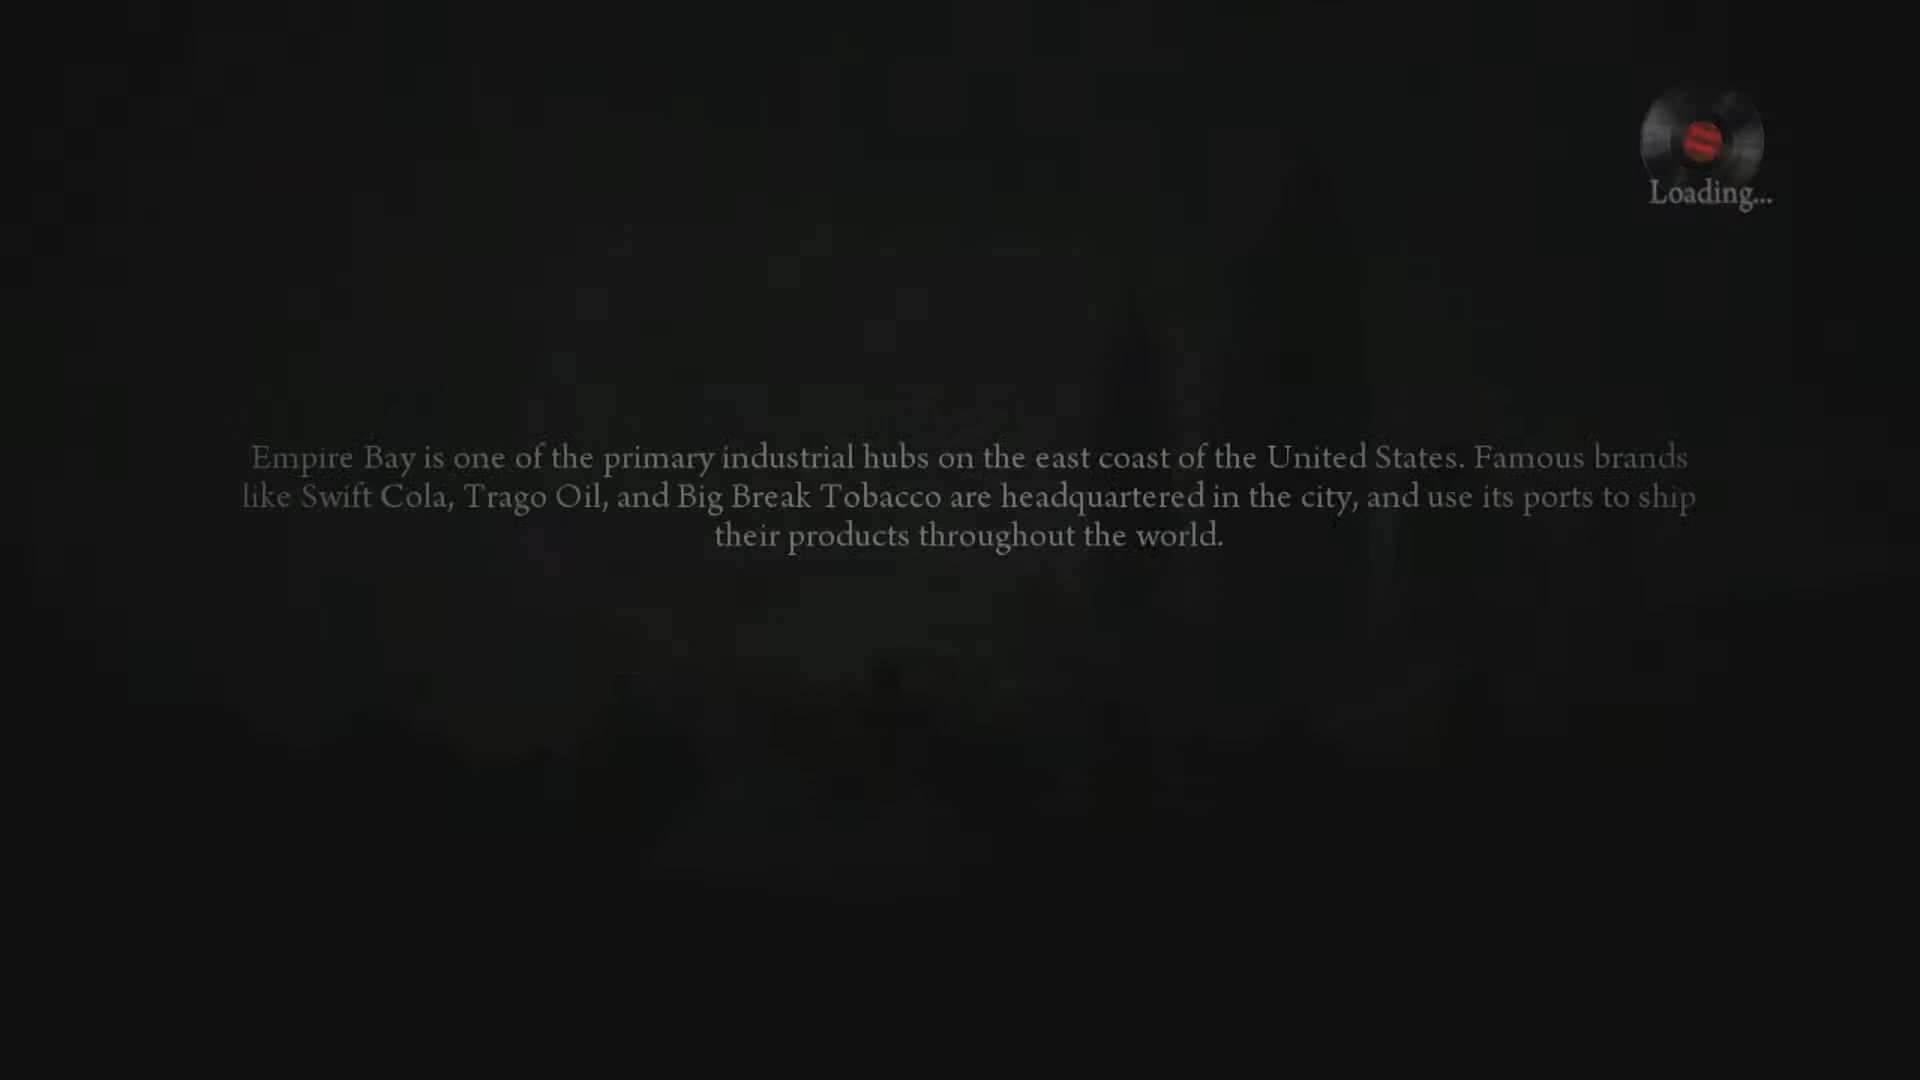 Loading...
Empire Bay is one of the primary industrial hubs on the east coast of the United States. Famous brands
like Swift Cola, Trago Oil, and Big Break Tobacco are headquartered in the city, and use its ports to ship
their products throughout the world.